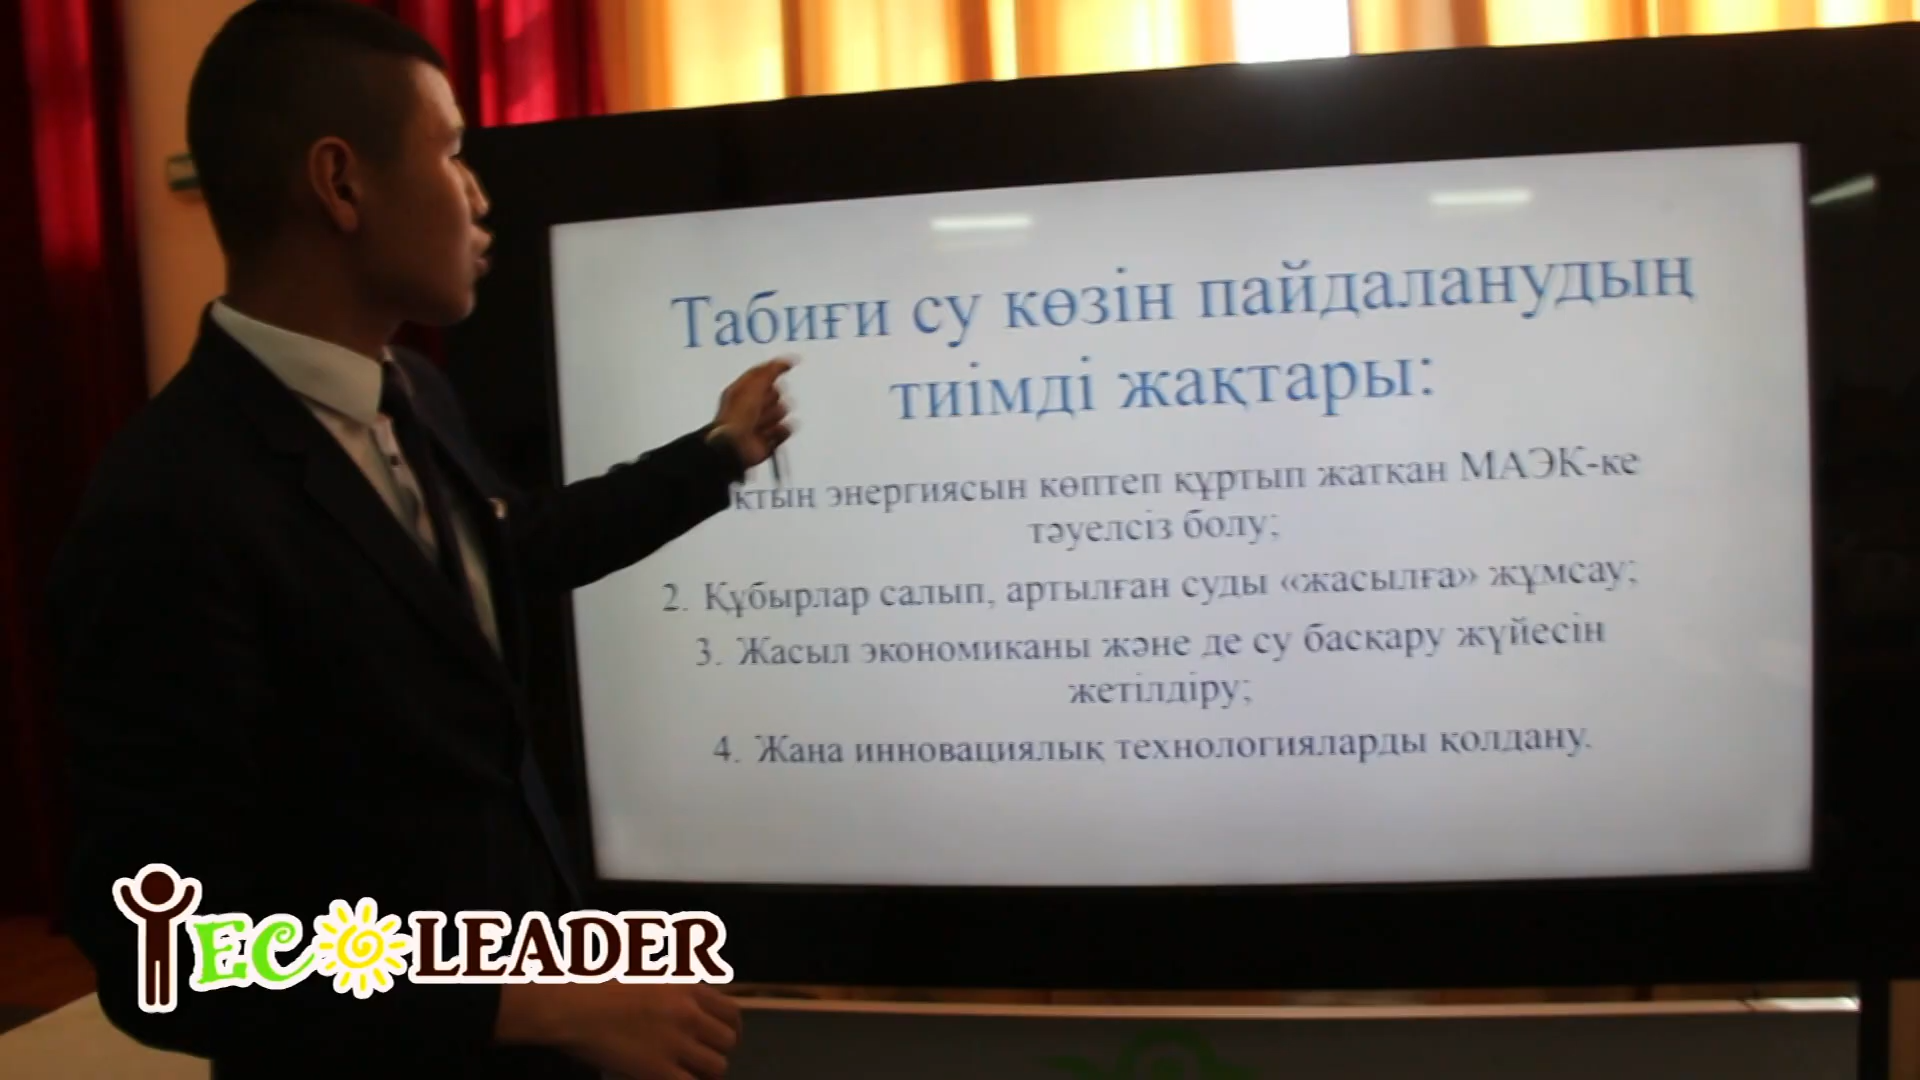 Табиғи су көзін пайдаланудың
тиімді жақтары:
энергиясын көптеп құртып жатқан МАЭК-ке
тәуелсіз болу;
2. Құбырлар салып, артылған суды «жасылға» жұмсау;
3. Жасыл экономиканы және де су басқару жүйесін
жетілдіру;
4. Жана инновациялық технологияларды қолдану.
ECOLEADER